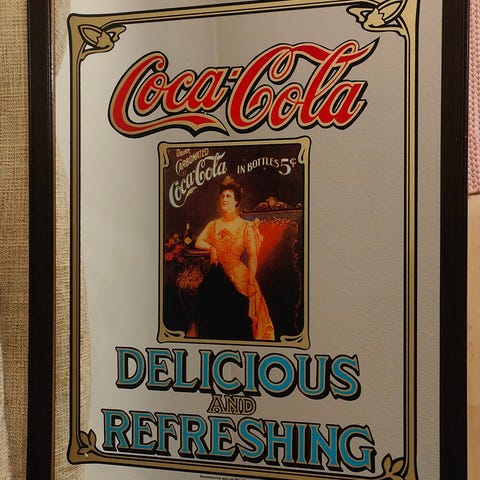 Coca-Cola
DRINK
CARBONATED
Coca-Cola
IN BOTTLES 5¢
DELICIOUS
AND
REFRESHING